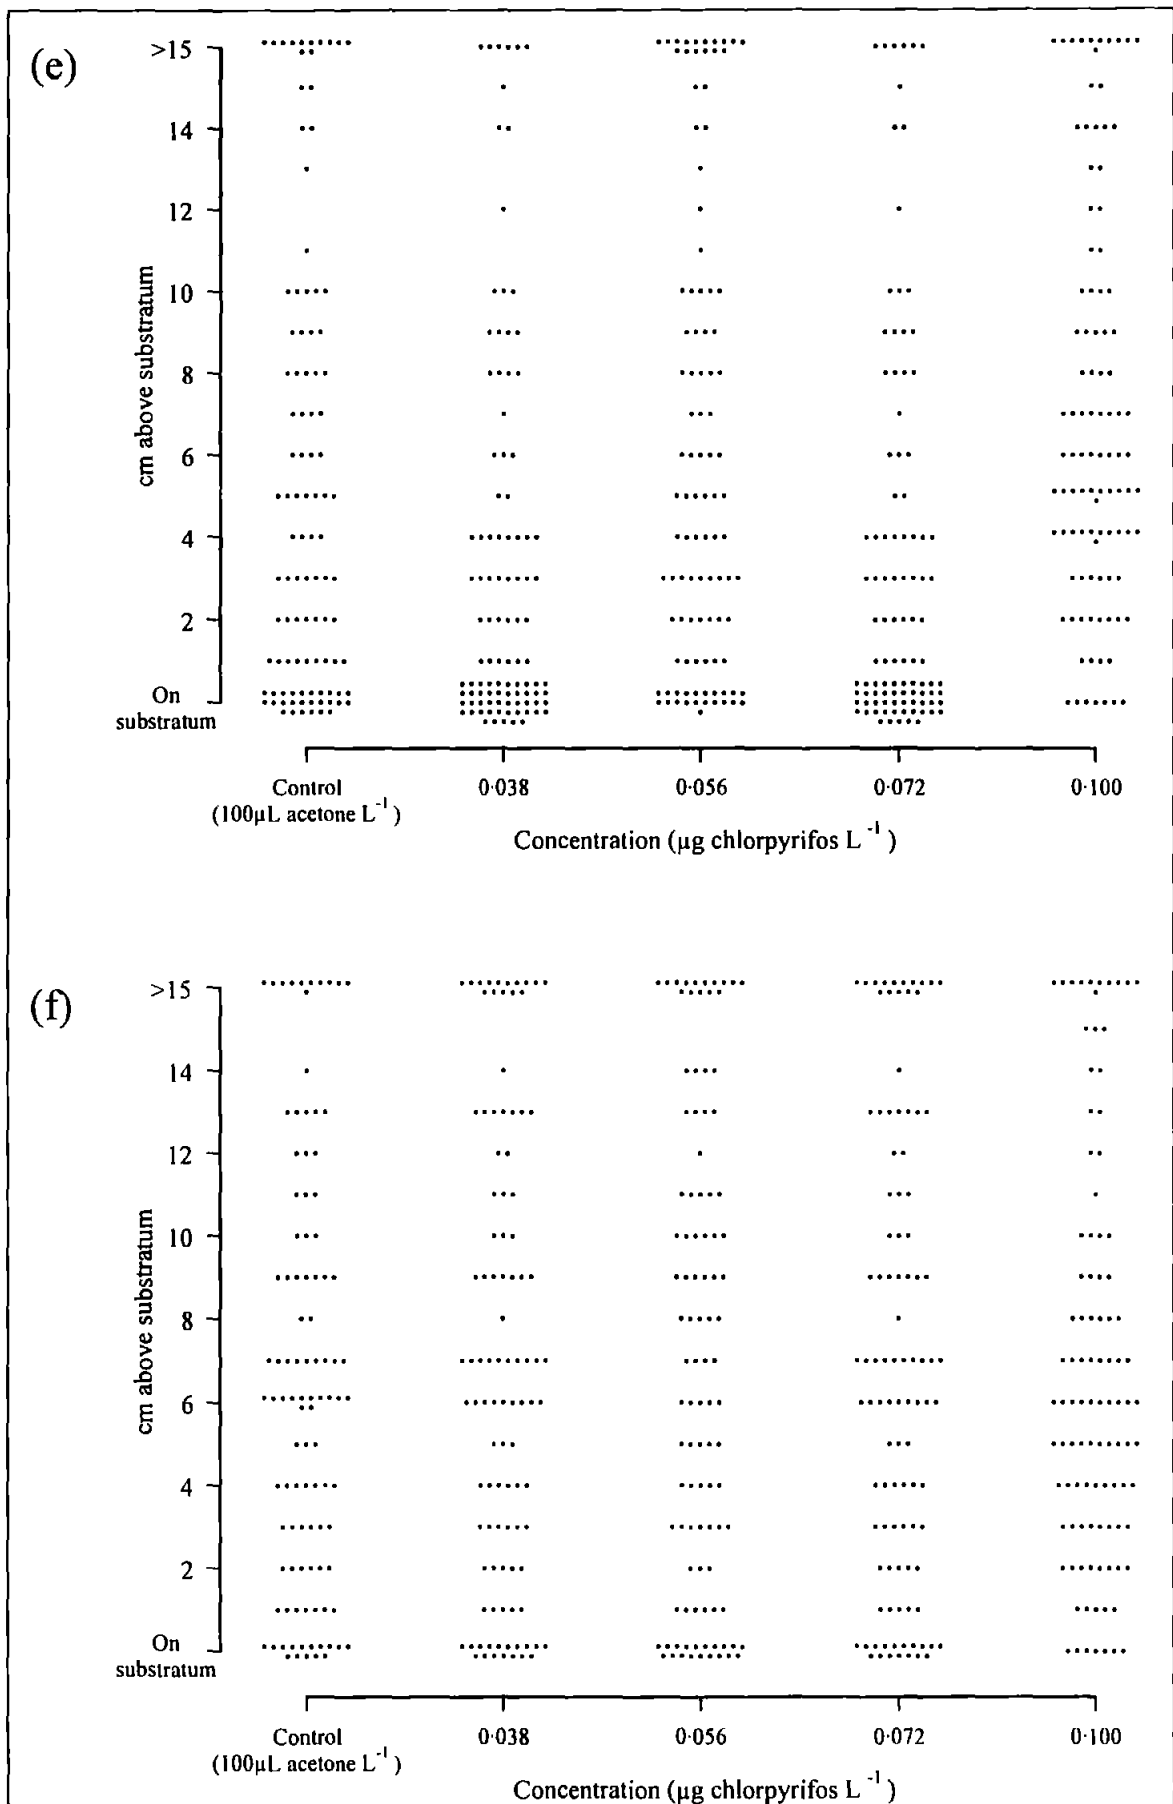 (e)
>15
14
12
10
8
6
4
2
On
substratum
cm above substratum
Control
(100µL acetone L⁻¹)
0·038
0·056
0·072
0·100
Concentration (µg chlorpyrifos L⁻¹)
(f)
>15
14
12
10
8
6
4
2
On
substratum
cm above substratum
Control
(100µL acetone L⁻¹)
0·038
0·056
0·072
0·100
Concentration (µg chlorpyrifos L⁻¹)